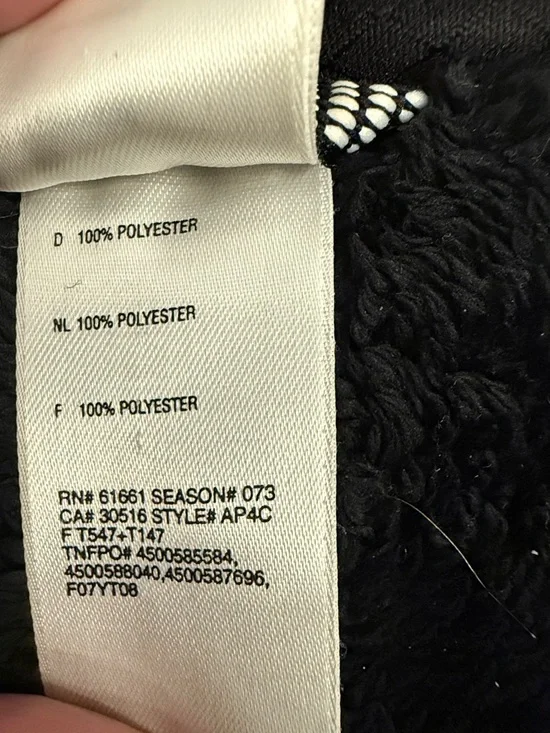 D 100% POLYESTER
NL 100% POLYESTER
F 100% POLYESTER
RN# 61661 SEASON# 073
CA# 30516 STYLE# AP4C
F T547+T147
TNFPO# 4500585584,
4500588040,4500587696,
F07YT08